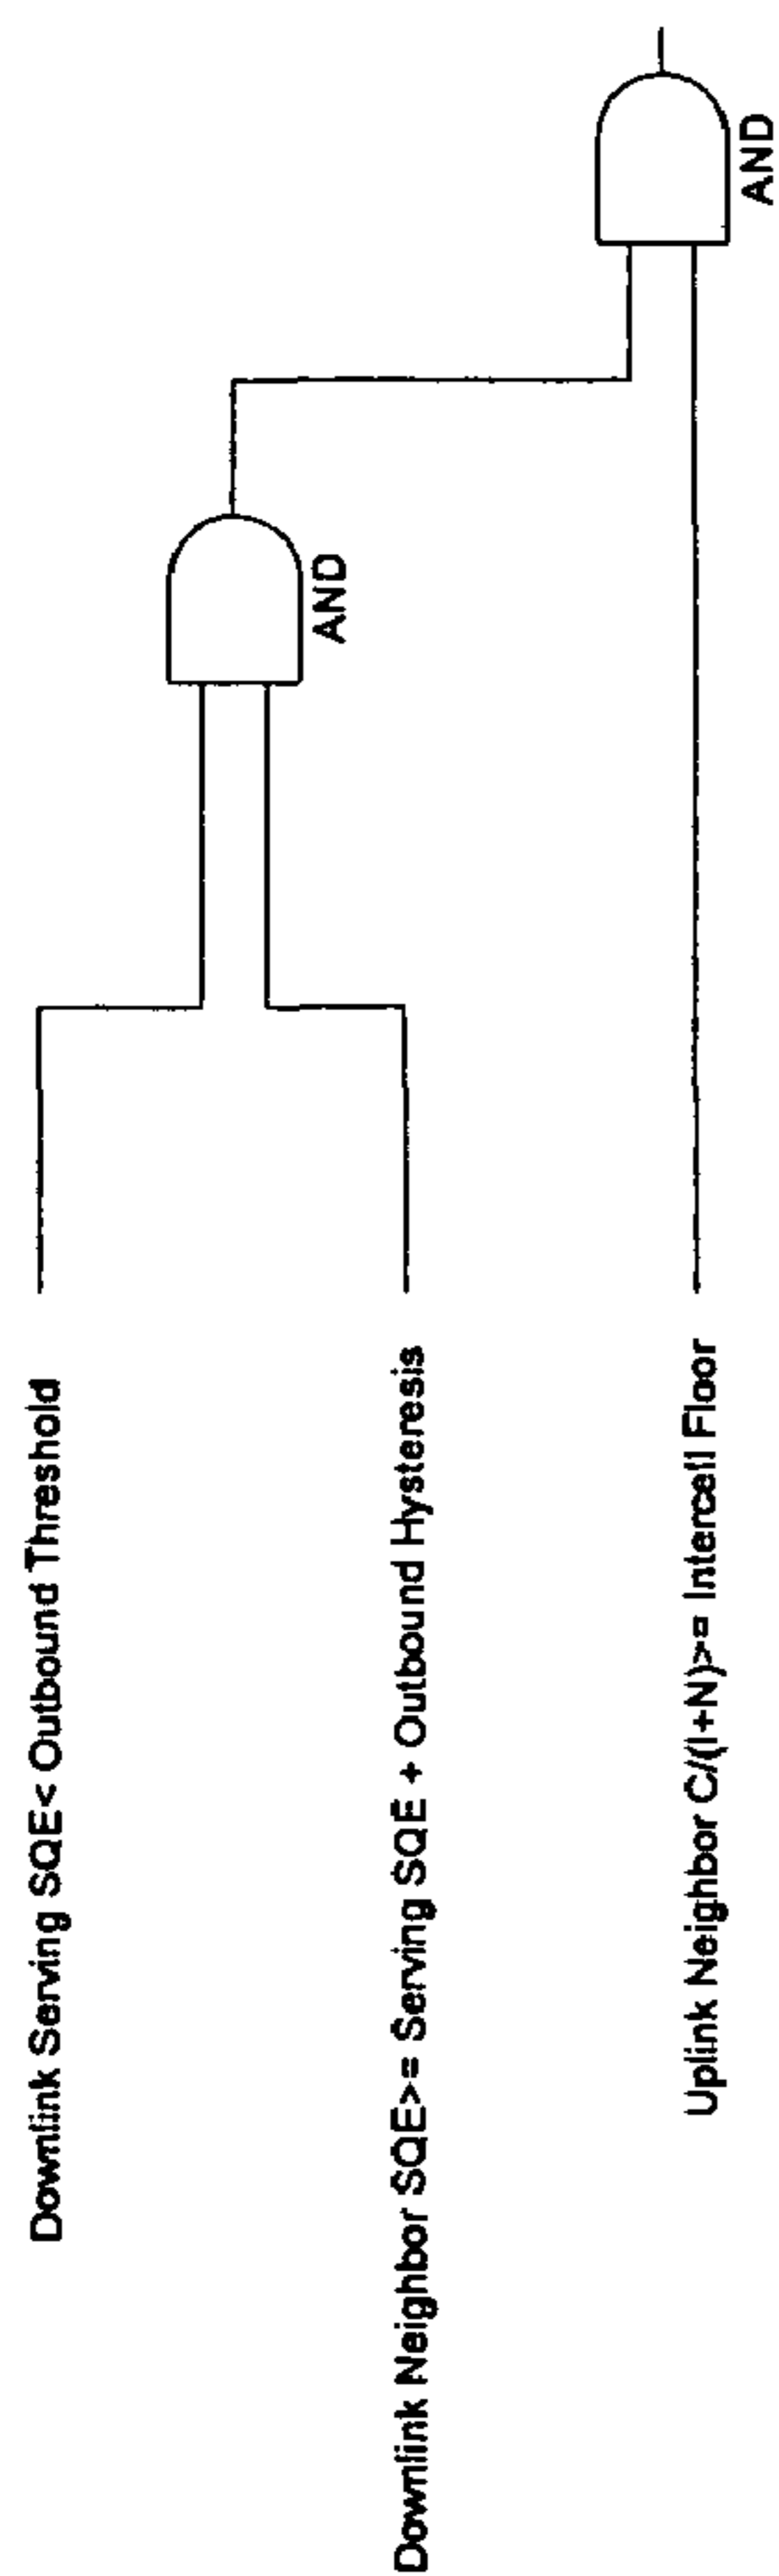 Downlink Serving SQE< Outbound Threshold
Downlink Neighbor SQE>= Serving SQE + Outbound Hysteresis
AND
Uplink Neighbor C/(I+N)>= Intercell Floor
AND